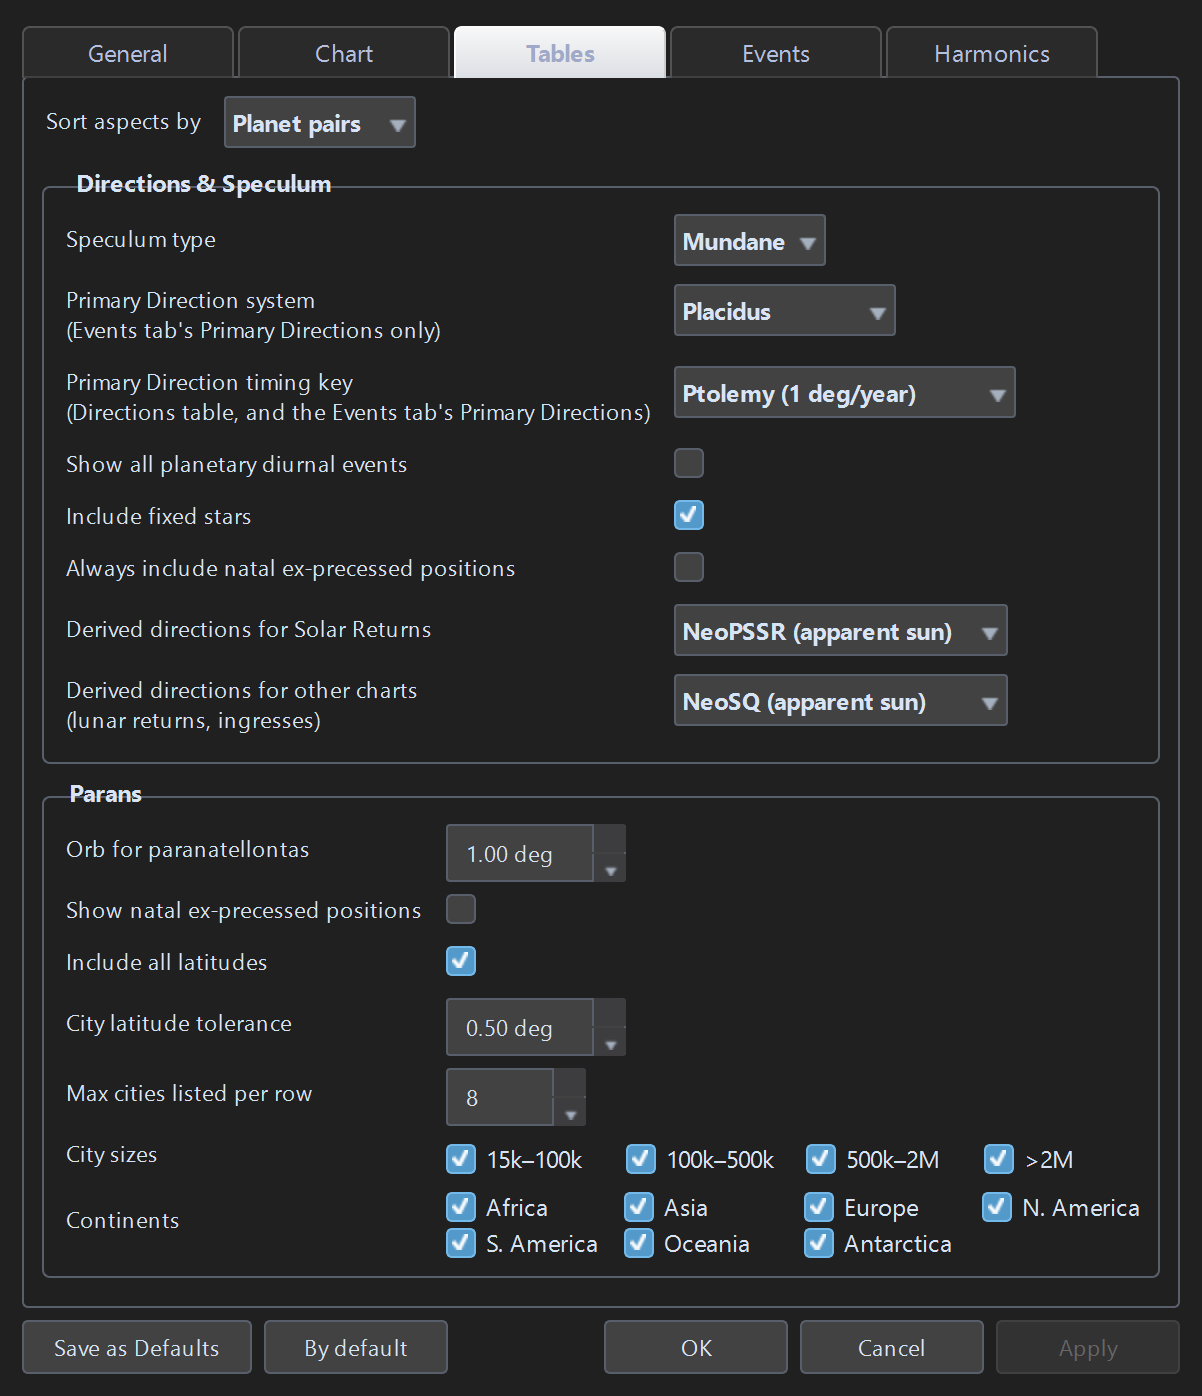 General Chart Tables Events Harmonics
Sort aspects by Planet pairs
Directions & Speculum
Speculum type Mundane
Primary Direction system
(Events tab's Primary Directions only) Placidus
Primary Direction timing key
(Directions table, and the Events tab's Primary Directions) Ptolemy (1 deg/year)
Show all planetary diurnal events
Include fixed stars
Always include natal ex-precessed positions
Derived directions for Solar Returns NeoPSSR (apparent sun)
Derived directions for other charts
(lunar returns, ingresses) NeoSQ (apparent sun)
Parans
Orb for paranatellontas 1.00 deg
Show natal ex-precessed positions
Include all latitudes
City latitude tolerance 0.50 deg
Max cities listed per row 8
City sizes 15k–100k 100k–500k 500k–2M >2M
Continents Africa Asia Europe N. America
S. America Oceania Antarctica
Save as Defaults By default OK Cancel Apply